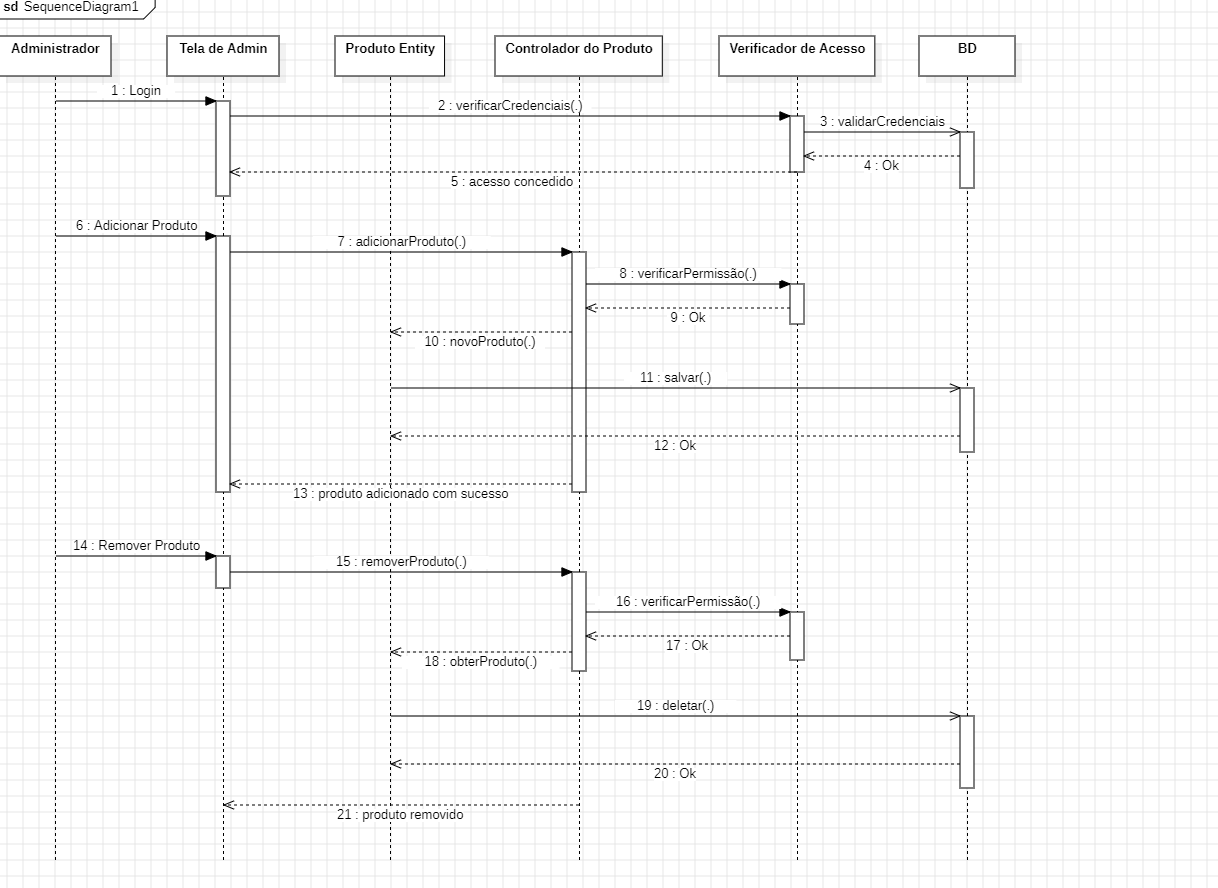 sd SequenceDiagram1
Administrador
Tela de Admin
Produto Entity
Controlador do Produto
Verificador de Acesso
BD
1 : Login
2 : verificarCredenciais(.)
3 : validarCredenciais
4 : Ok
5 : acesso concedido
6 : Adicionar Produto
7 : adicionarProduto(.)
8 : verificarPermissão(.)
9 : Ok
10 : novoProduto(.)
11 : salvar(.)
12 : Ok
13 : produto adicionado com sucesso
14 : Remover Produto
15 : removerProduto(.)
16 : verificarPermissão(.)
17 : Ok
18 : obterProduto(.)
19 : deletar(.)
20 : Ok
21 : produto removido